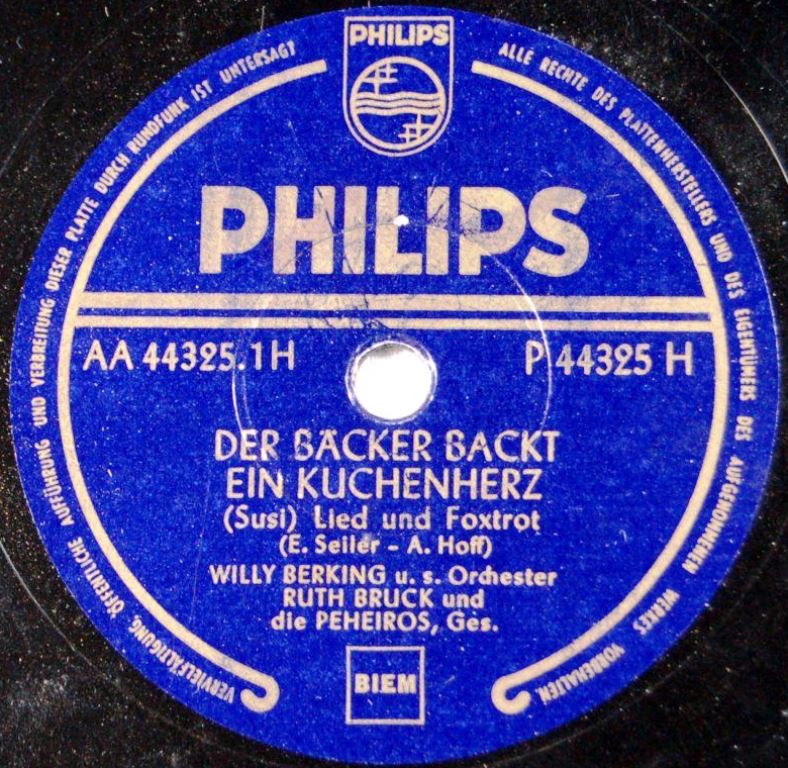 PHILIPS
ALLE RECHTE DES PLATTENHERSTELLERS UND DES EIGENTÜMERS DES AUFGENOMMENEN WERKES VORBEHALTEN
VERVIELFÄLTIGUNG, ÖFFENTLICHE AUFFÜHRUNG UND VERBREITUNG DIESER PLATTE DURCH RUNDFUNK IST UNTERSAGT
PHILIPS
AA 44325.1H
P 44325 H
DER BÄCKER BACKT
EIN KUCHENHERZ
(Susi) Lied und Foxtrot
(E. Seiler - A. Hoff)
WILLY BERKING u. s. Orchester
RUTH BRUCK und
die PEHEIROS, Ges.
BIEM